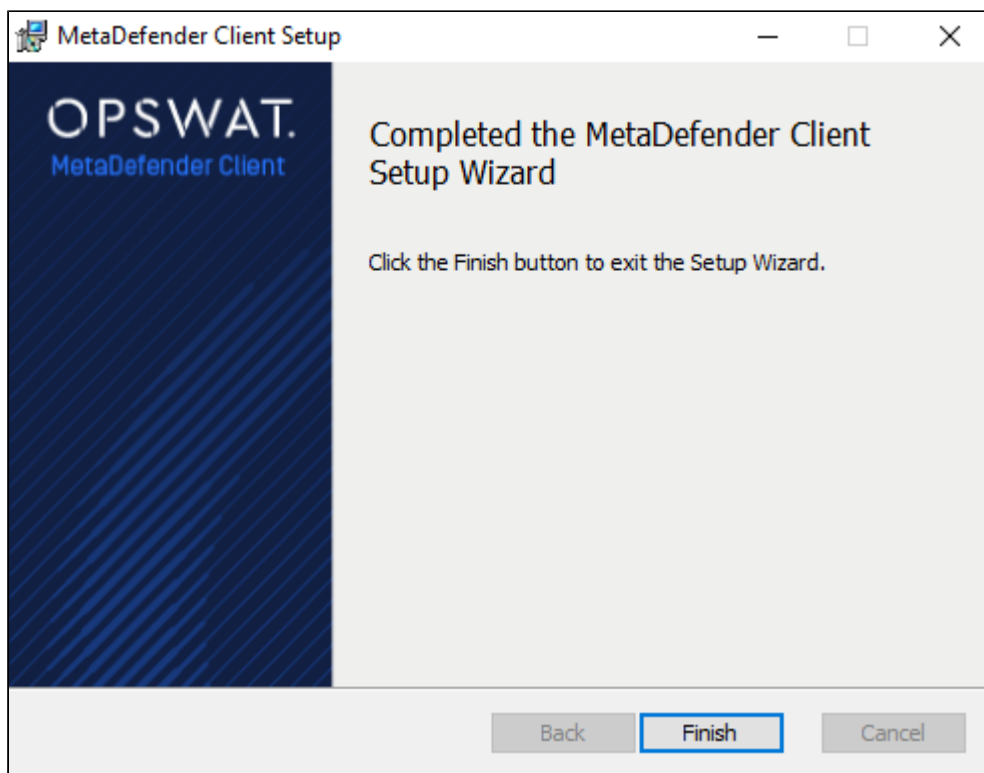 MetaDefender Client Setup
OPSWAT.
MetaDefender Client
Completed the MetaDefender Client
Setup Wizard
Click the Finish button to exit the Setup Wizard.
Back
Finish
Cancel